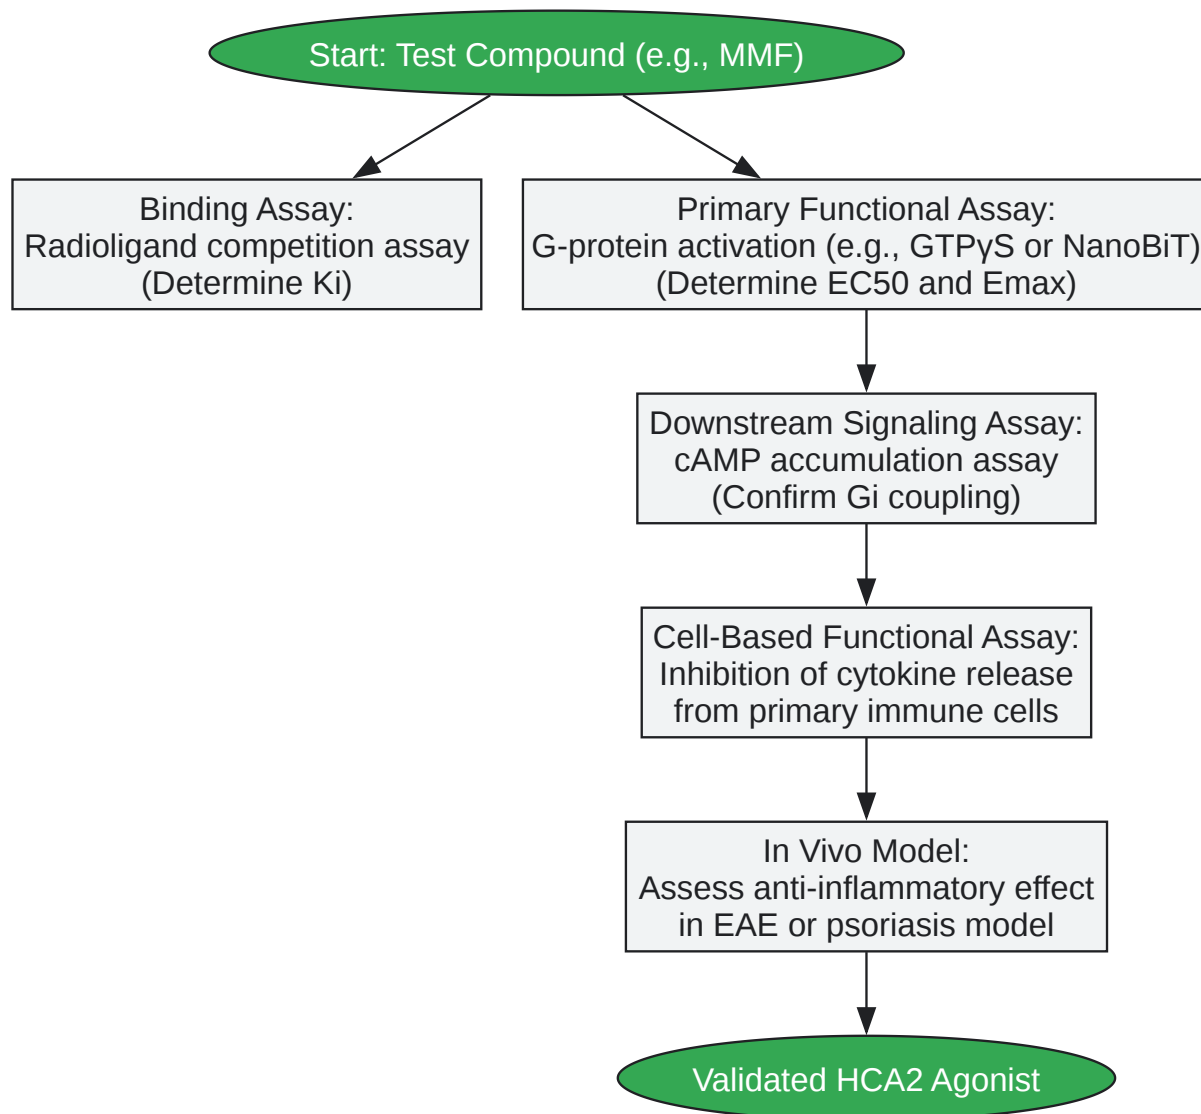 Start: Test Compound (e.g., MMF)
Binding Assay:
Radioligand competition assay
(Determine Ki)
Primary Functional Assay:
G-protein activation (e.g., GTPγS or NanoBiT)
(Determine EC50 and Emax)
Downstream Signaling Assay:
cAMP accumulation assay
(Confirm Gi coupling)
Cell-Based Functional Assay:
Inhibition of cytokine release
from primary immune cells
In Vivo Model:
Assess anti-inflammatory effect
in EAE or psoriasis model
Validated HCA2 Agonist